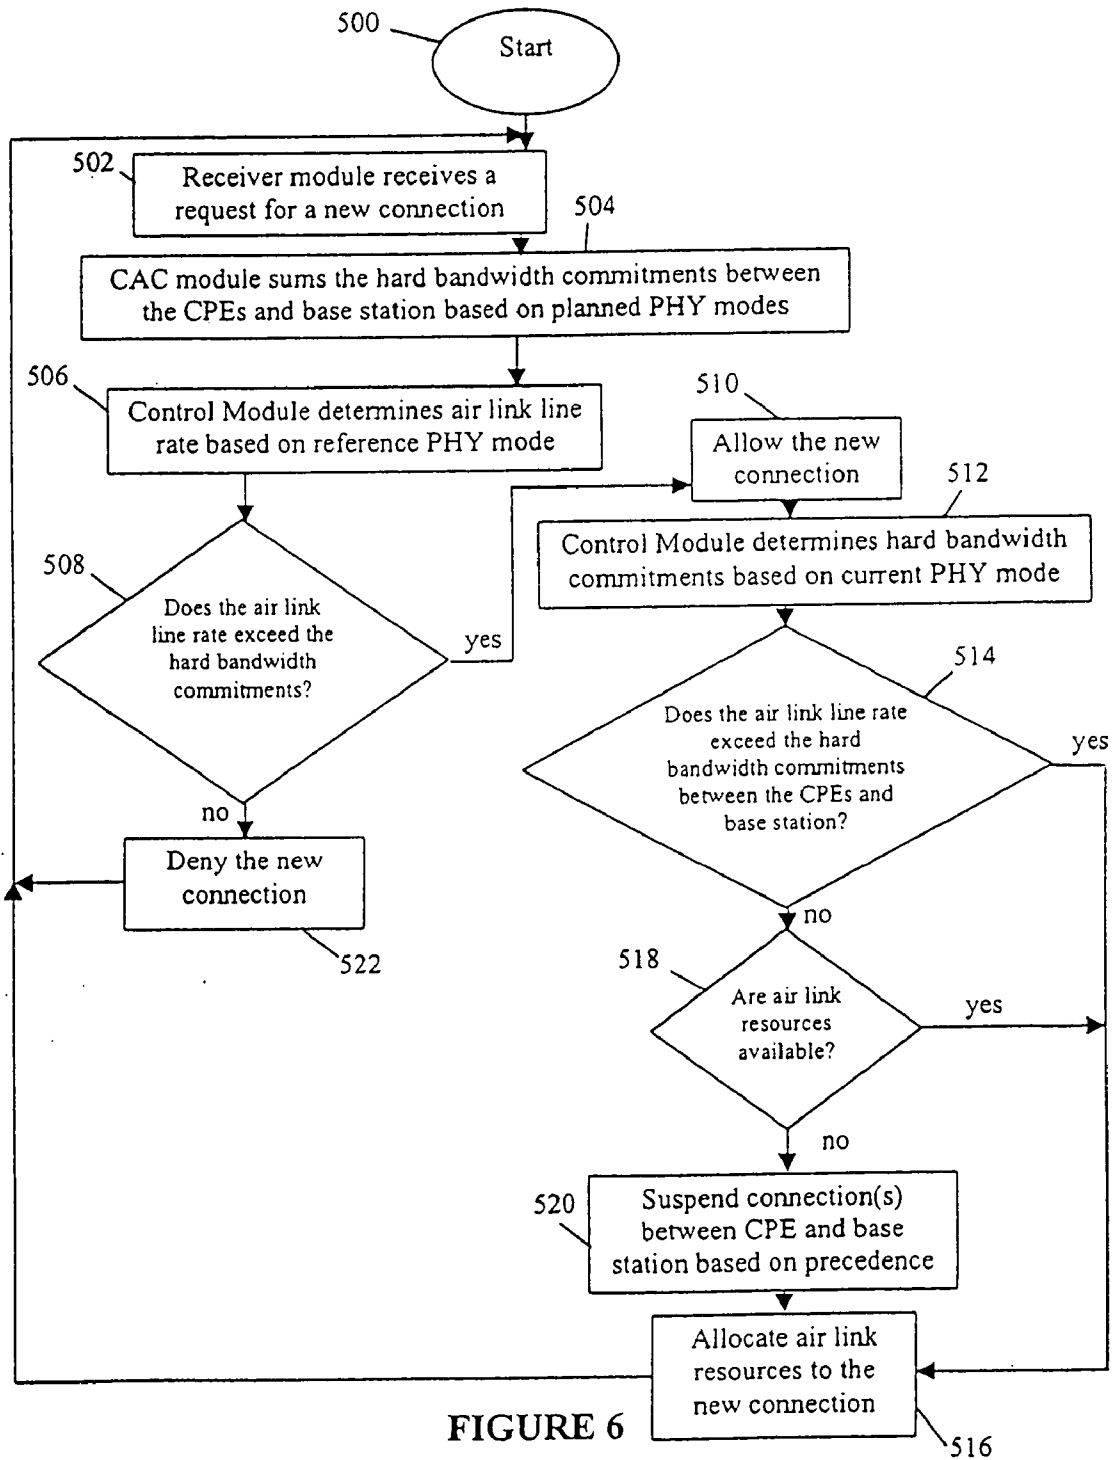 500
Start
502
Receiver module receives a
request for a new connection
504
CAC module sums the hard bandwidth commitments between
the CPEs and base station based on planned PHY modes
506
Control Module determines air link line
rate based on reference PHY mode
510
Allow the new
connection
512
Control Module determines hard bandwidth
commitments based on current PHY mode
508
Does the air link
line rate exceed the
hard bandwidth
commitments?
yes
514
Does the air link line rate
exceed the hard
bandwidth commitments
between the CPEs and
base station?
yes
no
Deny the new
connection
522
no
518
Are air link
resources
available?
yes
no
520
Suspend connection(s)
between CPE and base
station based on precedence
Allocate air link
resources to the
new connection
516
FIGURE 6